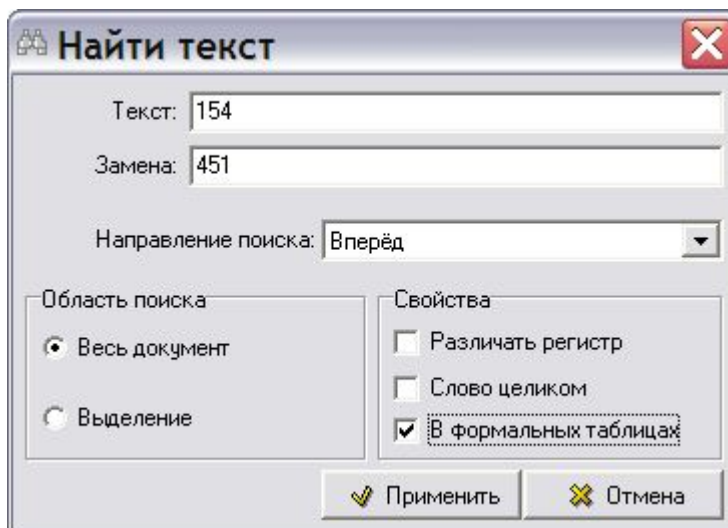 Найти текст
Текст: 154
Замена: 451
Направление поиска: Вперёд
Область поиска
Весь документ
Выделение
Свойства
Различать регистр
Слово целиком
В формальных таблицах
Применить
Отмена